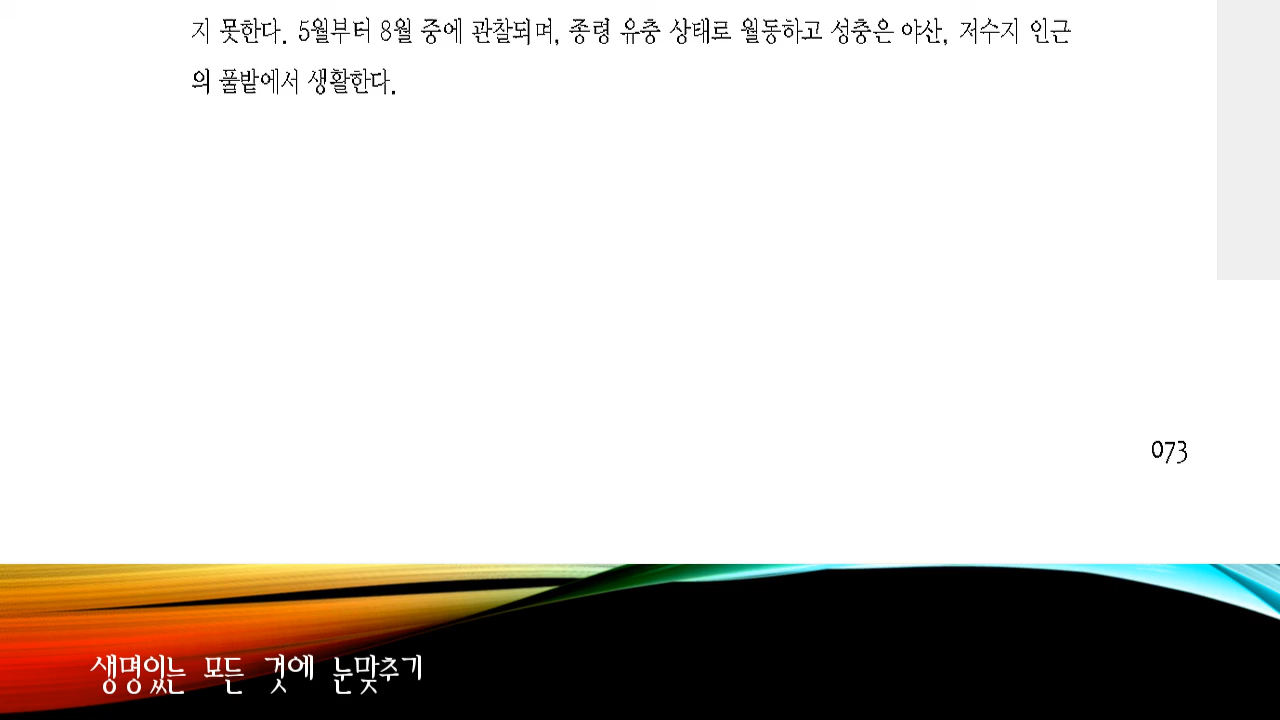 지 못한다. 5월부터 8월 중에 관찰되며, 종령 유충 상태로 월동하고 성충은 야산, 저수지 인근
의 풀밭에서 생활한다.
073
생명있는 모든 것에 눈맞추기